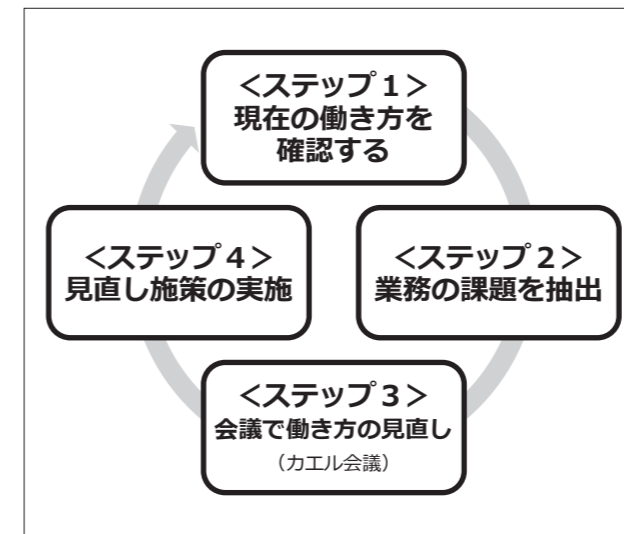 ＜ステップ１＞
現在の働き方を
確認する
＜ステップ２＞
業務の課題を抽出
＜ステップ３＞
会議で働き方の見直し
（カエル会議）
＜ステップ４＞
見直し施策の実施